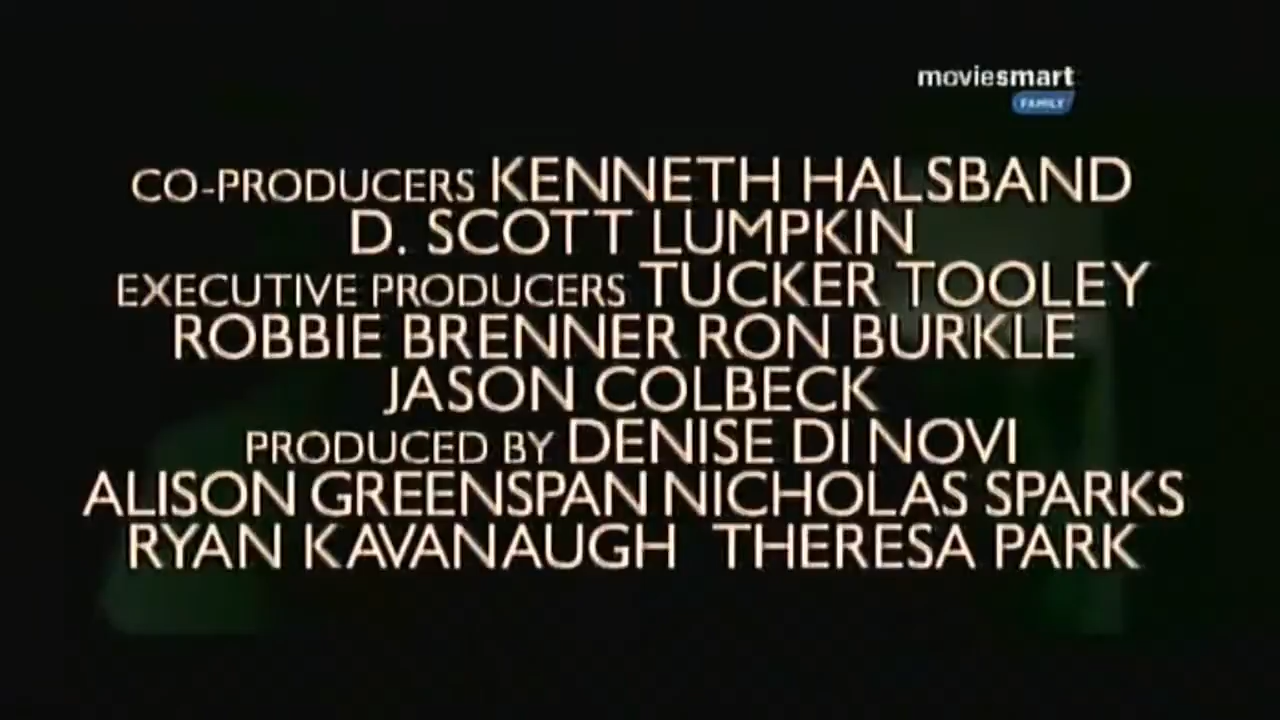 moviesmart
FAMILY
CO-PRODUCERS KENNETH HALSBAND
D. SCOTT LUMPKIN
EXECUTIVE PRODUCERS TUCKER TOOLEY
ROBBIE BRENNER RON BURKLE
JASON COLBECK
PRODUCED BY DENISE DI NOVI
ALISON GREENSPAN NICHOLAS SPARKS
RYAN KAVANAUGH THERESA PARK